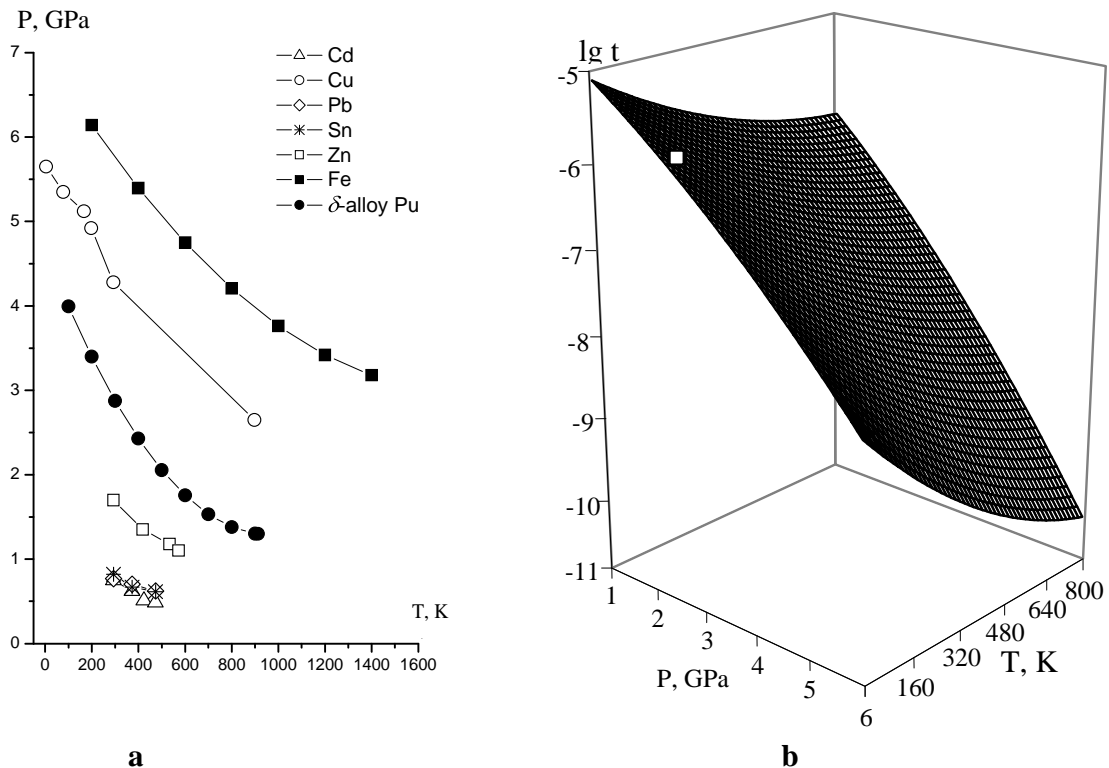 P, GPa
7
6
5
4
3
2
1
0
0 200 400 600 800 1000 1200 1400 1600
T, K
Cd
Cu
Pb
Sn
Zn
Fe
δ-alloy Pu
a
lg t
-5
-6
-7
-8
-9
-10
-11
1
2
3
4
5
6
P, GPa
160
320
480
640
800
T, K
b